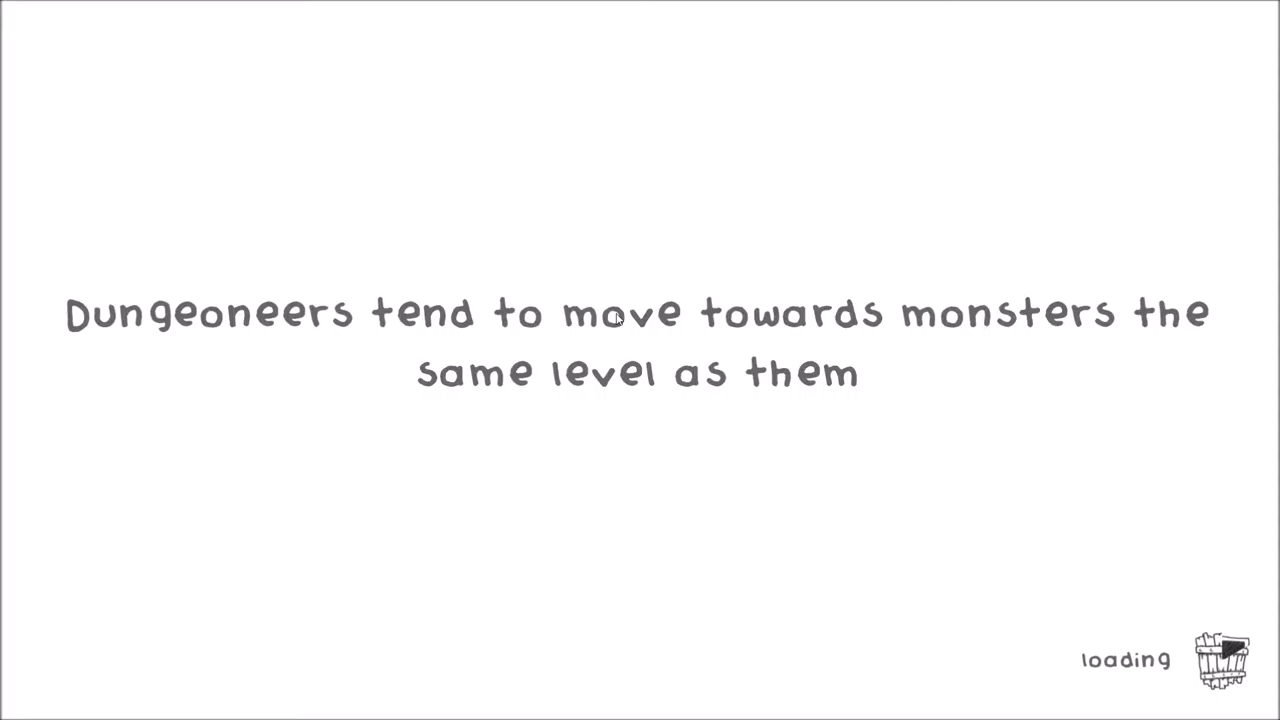 Dungeoneers tend to move towards monsters the
same level as them
loading